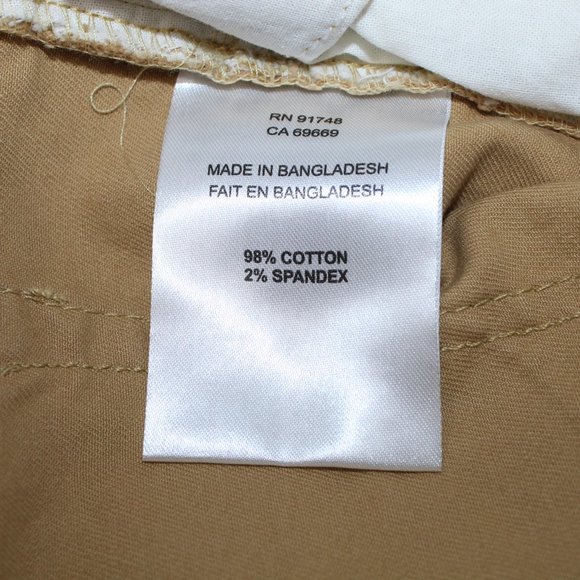 RN 91748
CA 69669
MADE IN BANGLADESH
FAIT EN BANGLADESH
98% COTTON
2% SPANDEX